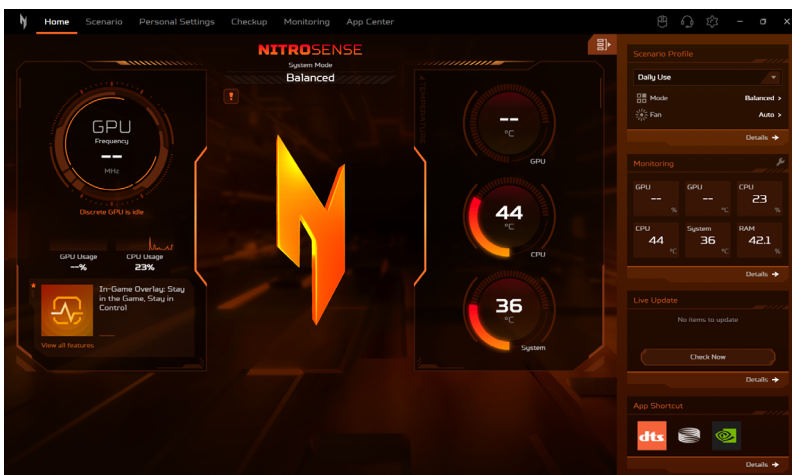 Home Scenario Personal Settings Checkup Monitoring App Center
NITROSENSE
System Mode
Balanced
GPU
Frequency
--
MHz
Discrete GPU is idle
GPU Usage
--%
CPU Usage
23%
In-Game Overlay: Stay
in the Game, Stay in
Control
View all features
TEMPERATURE
--
°C
GPU
44
°C
CPU
36
°C
System
Scenario Profile
Daily Use
Mode Balanced >
Fan Auto >
Details →
Monitoring
GPU
--
%
GPU
--
°C
CPU
23
%
CPU
44
°C
System
36
°C
RAM
42.1
%
Details →
Live Update
No items to update
Check Now
Details →
App Shortcut
dts
Details →